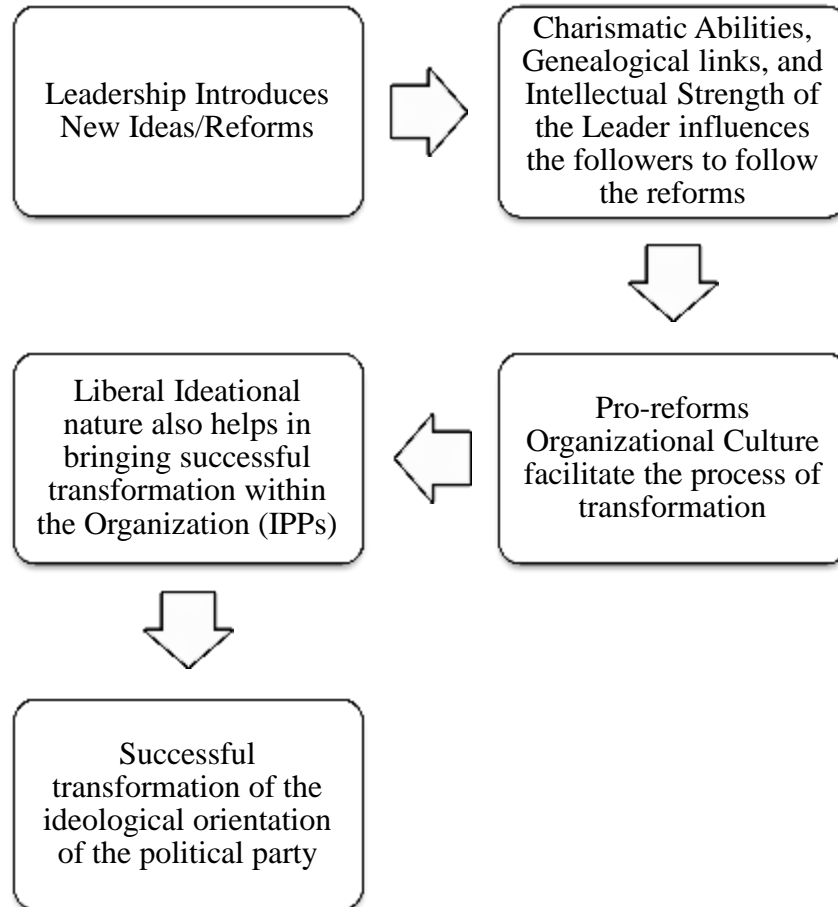 Leadership Introduces
New Ideas/Reforms
Charismatic Abilities,
Genealogical links, and
Intellectual Strength of
the Leader influences
the followers to follow
the reforms
Pro-reforms
Organizational Culture
facilitate the process of
transformation
Liberal Ideational
nature also helps in
bringing successful
transformation within
the Organization (IPPs)
Successful
transformation of the
ideological orientation
of the political party